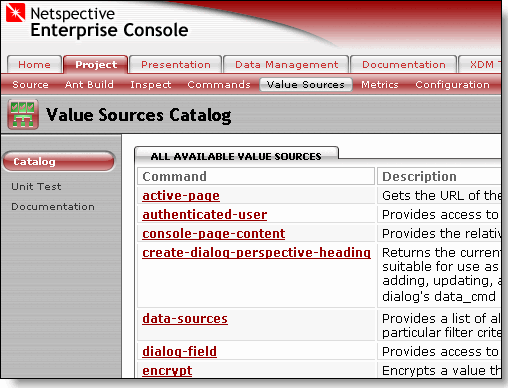 Netspective
Enterprise Console
Home Project Presentation Data Management Documentation XDM
Source Ant Build Inspect Commands Value Sources Metrics Configuration
Value Sources Catalog
Catalog
Unit Test
Documentation
ALL AVAILABLE VALUE SOURCES
Command Description
active-page Gets the URL of the
authenticated-user Provides access to
console-page-content Provides the relativ
create-dialog-perspective-heading Returns the current
suitable for use as
adding, updating, a
dialog's data_cmd
data-sources Provides a list of al
particular filter crite
dialog-field Provides access to
encrypt Encrypts a value th